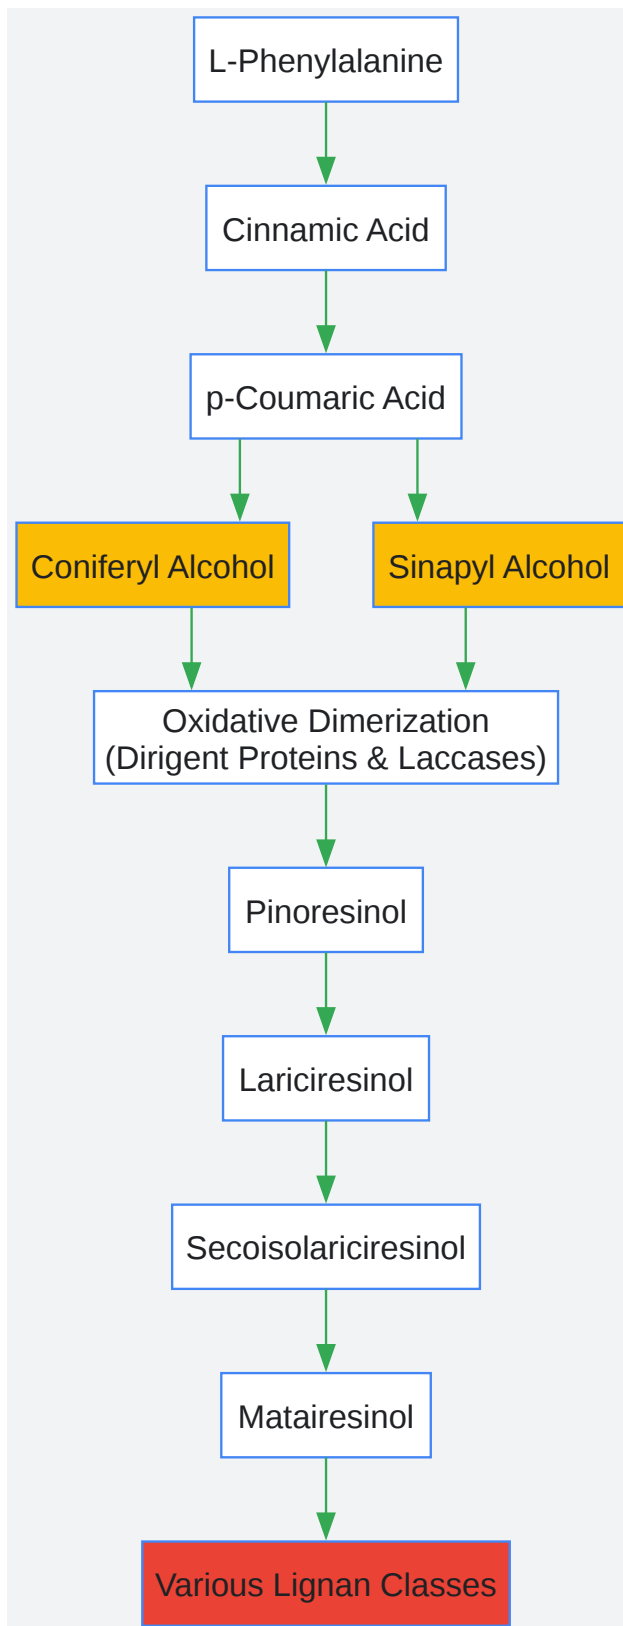 L-Phenylalanine
Cinnamic Acid
p-Coumaric Acid
Coniferyl Alcohol
Sinapyl Alcohol
Oxidative Dimerization
(Dirigent Proteins & Laccases)
Pinoresinol
Lariciresinol
Secoisolariciresinol
Matairesinol
Various Lignan Classes